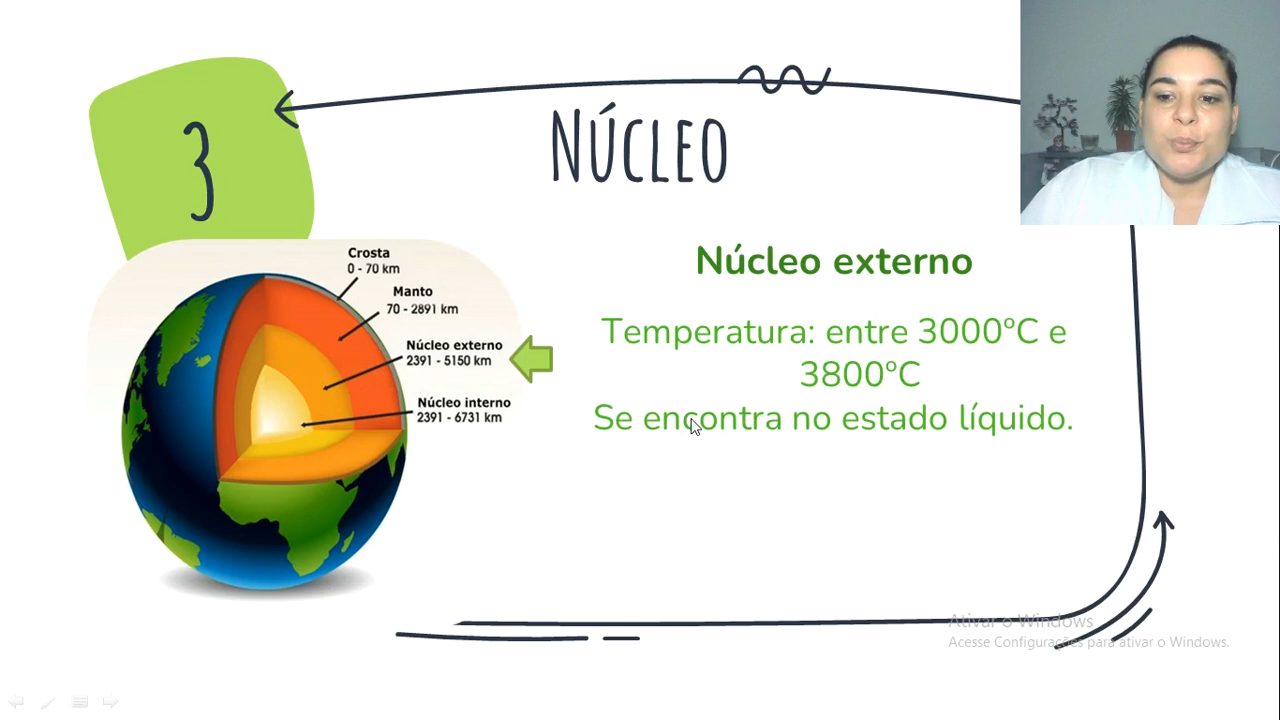 3
Núcleo
Crosta
0 - 70 km
Manto
70 - 2891 km
Núcleo externo
2391 - 5150 km
Núcleo interno
2391 - 6731 km
Núcleo externo
Temperatura: entre 3000ºC e
3800ºC
Se encontra no estado líquido.
Ativar o Windows
Acesse Configurações para ativar o Windows.